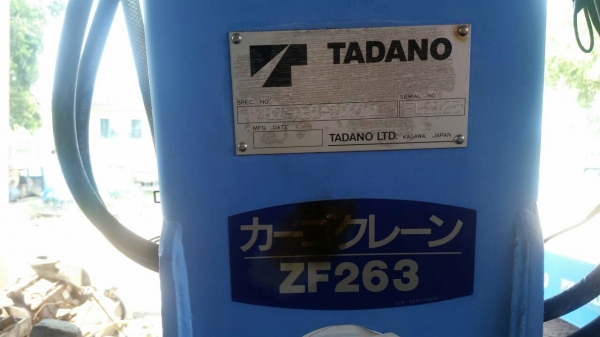 TADANO
SPEC. NO.
SERIAL NO.
MFG. DATE
TADANO LTD. KAGAWA, JAPAN
カーゴクレーン
ZF263